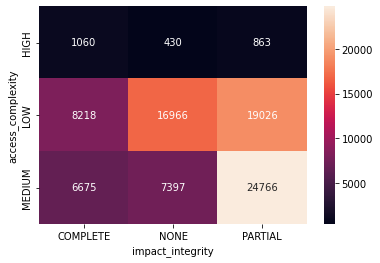 HIGH
1060 430 863
LOW
8218 16966 19026
MEDIUM
6675 7397 24766
COMPLETE NONE PARTIAL
impact_integrity
access_complexity
20000
15000
10000
5000